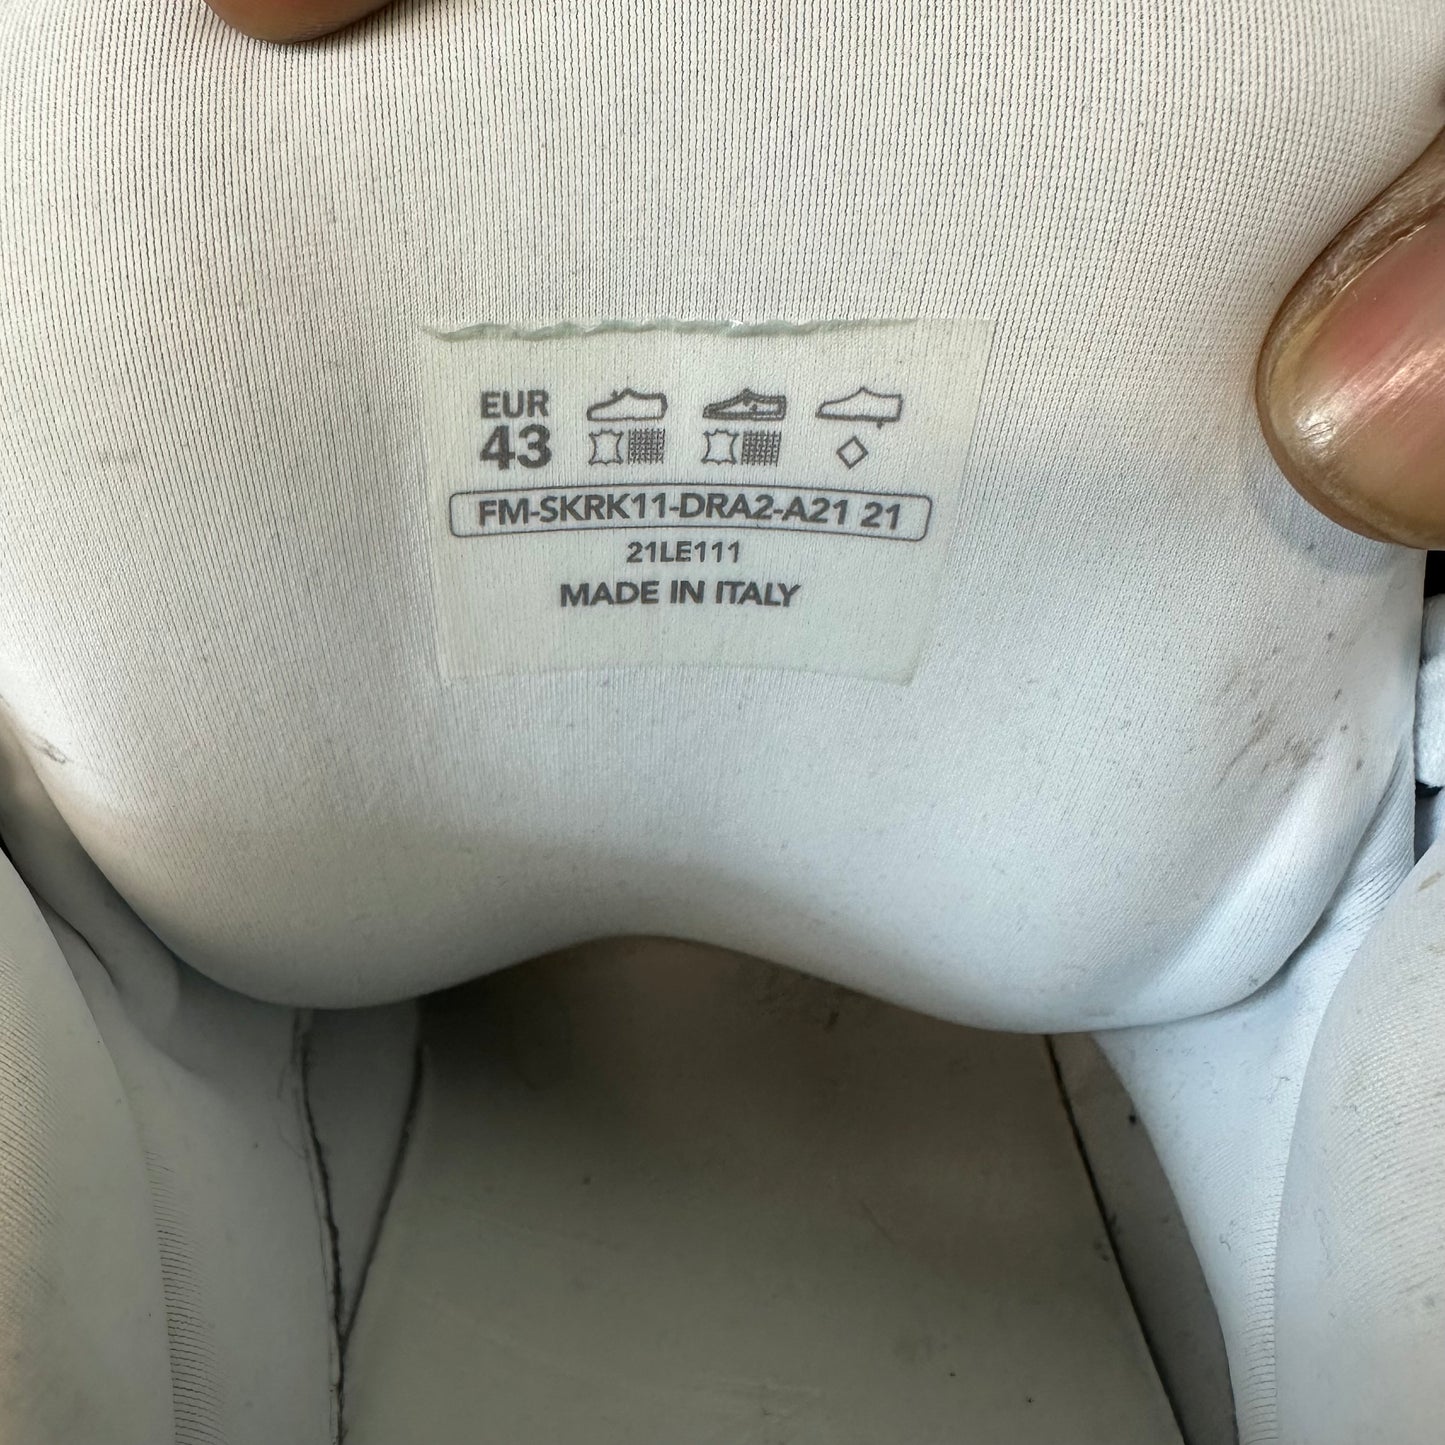 EUR
43
FM-SKRK11-DRA2-A21 21
21LE111
MADE IN ITALY